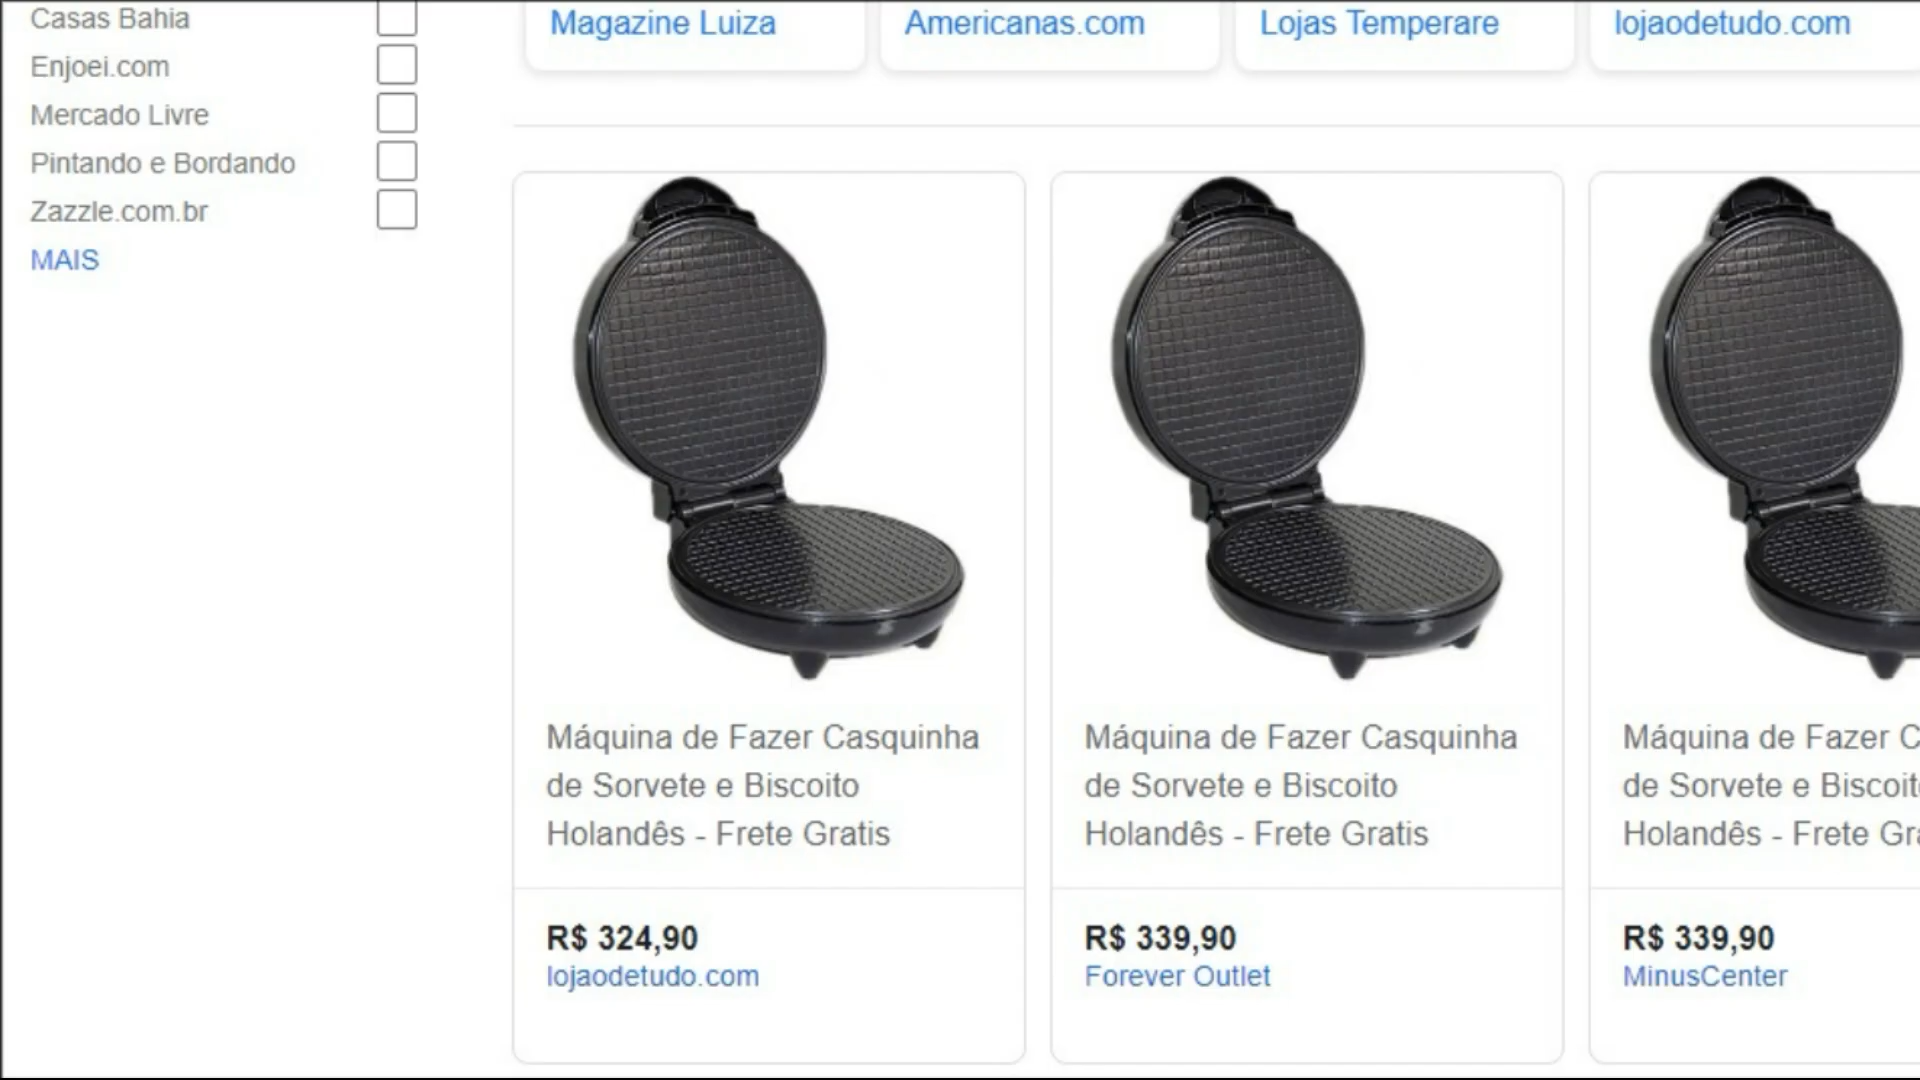 Casas Bahia
Enjoei.com
Mercado Livre
Pintando e Bordando
Zazzle.com.br
MAIS
Magazine Luiza
Americanas.com
Lojas Temperare
lojaodetudo.com
Máquina de Fazer Casquinha
de Sorvete e Biscoito
Holandês - Frete Gratis
R$ 324,90
lojaodetudo.com
Máquina de Fazer Casquinha
de Sorvete e Biscoito
Holandês - Frete Gratis
R$ 339,90
Forever Outlet
Máquina de Fazer C
de Sorvete e Biscoit
Holandês - Frete Gra
R$ 339,90
MinusCenter